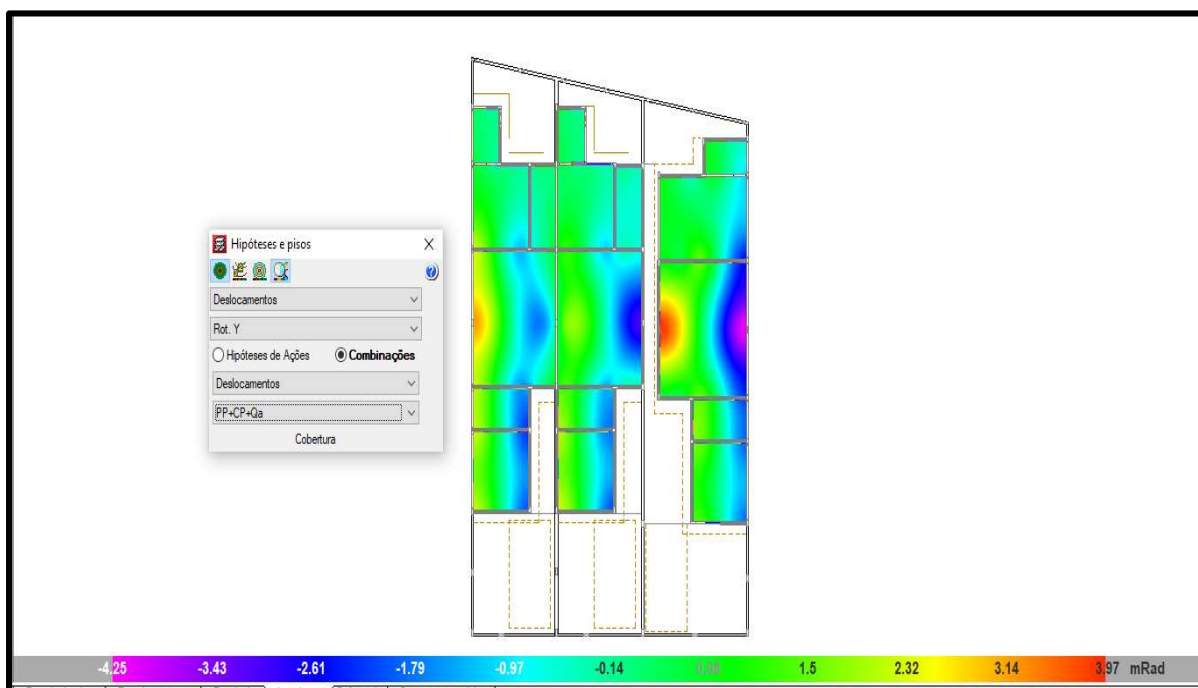 Hipóteses e pisos
Deslocamentos
Rot. Y
Hipóteses de Ações Combinações
Deslocamentos
PP+CP+Qa
Cobertura
-4.25 -3.43 -2.61 -1.79 -0.97 -0.14 1.5 2.32 3.14 3.97 mRad